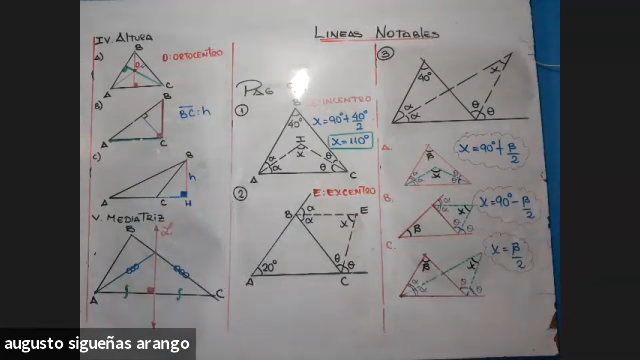 LINEAS NOTABLES
IV. ALTURA
A)
B
O: ORTOCENTRO
A
C
B)
B
BC = h
A
C
C)
B
h
A
C
H
V. MEDIATRIZ
B
L
A
C
PAG
①
B
I: INCENTRO
40°
X = 90° + 40°/2
X = 110°
I
X
α
α
θ
θ
A
C
②
E: EXCENTRO
B
α
α
E
X
20°
θ
θ
A
C
③
40°
X
α
α
θ
θ
A.
β
X
X = 90° + β/2
B.
β
X
X = 90° - β/2
C.
β
X
X = β/2
augusto sigueñas arango